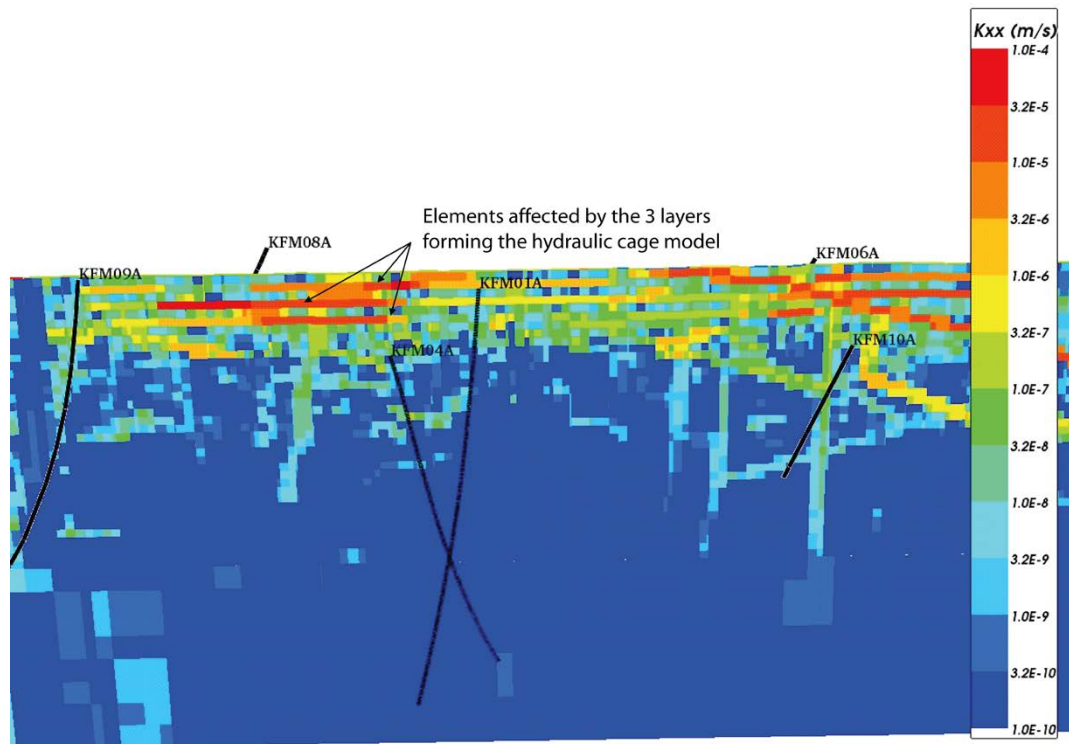 Kxx (m/s)
1.0E-4
3.2E-5
1.0E-5
3.2E-6
1.0E-6
3.2E-7
1.0E-7
3.2E-8
1.0E-8
3.2E-9
1.0E-9
3.2E-10
1.0E-10
Elements affected by the 3 layers
forming the hydraulic cage model
KFM08A
KFM06A
KFM09A
KFM01A
KFM10A
KFM04A